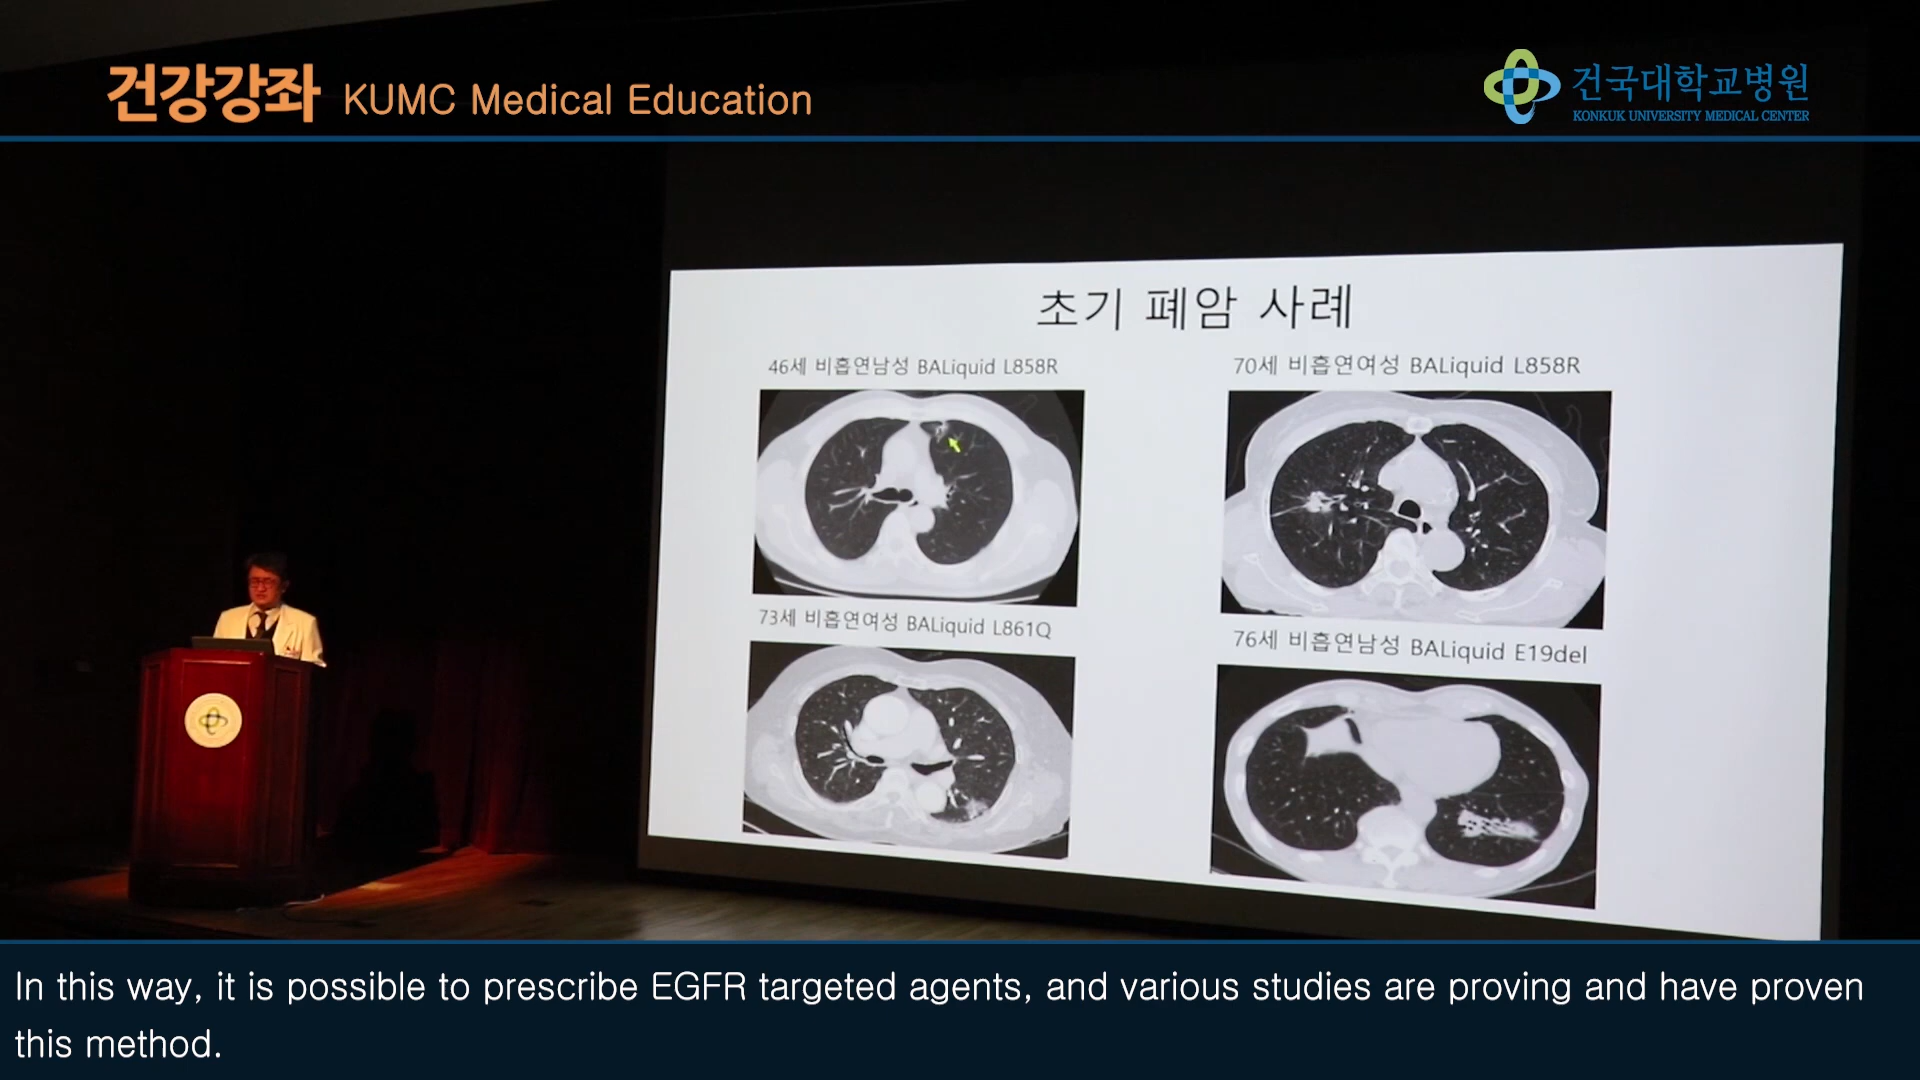 건강강좌 KUMC Medical Education
건국대학교병원
KONKUK UNIVERSITY MEDICAL CENTER
초기 폐암 사례
46세 비흡연남성 BALiquid L858R
70세 비흡연여성 BALiquid L858R
73세 비흡연여성 BALiquid L861Q
76세 비흡연남성 BALiquid E19del
In this way, it is possible to prescribe EGFR targeted agents, and various studies are proving and have proven
this method.